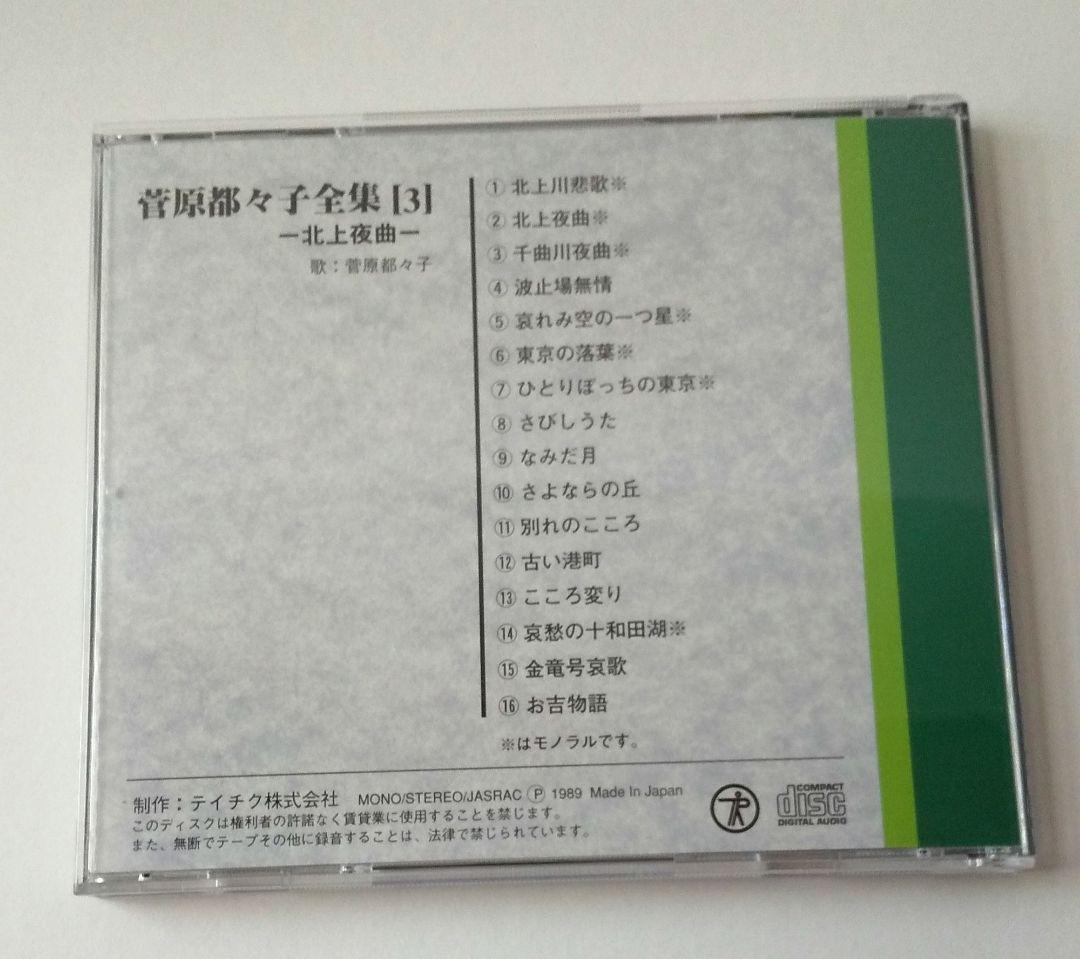 菅原都々子全集[3]
ー北上夜曲ー
歌：菅原都々子
① 北上川悲歌※
② 北上夜曲※
③ 千曲川夜曲※
④ 波止場無情
⑤ 哀れみ空の一つ星※
⑥ 東京の落葉※
⑦ ひとりぼっちの東京※
⑧ さびしうた
⑨ なみだ月
⑩ さよならの丘
⑪ 別れのこころ
⑫ 古い港町
⑬ こころ変り
⑭ 哀愁の十和田湖※
⑮ 金竜号哀歌
⑯ お吉物語
※はモノラルです。
制作：テイチク株式会社 MONO/STEREO/JASRAC Ⓟ 1989 Made In Japan
このディスクは権利者の許諾なく賃貸業に使用することを禁じます。
また、無断でテープその他に録音することは、法律で禁じられています。
COMPACT
disc
DIGITAL AUDIO